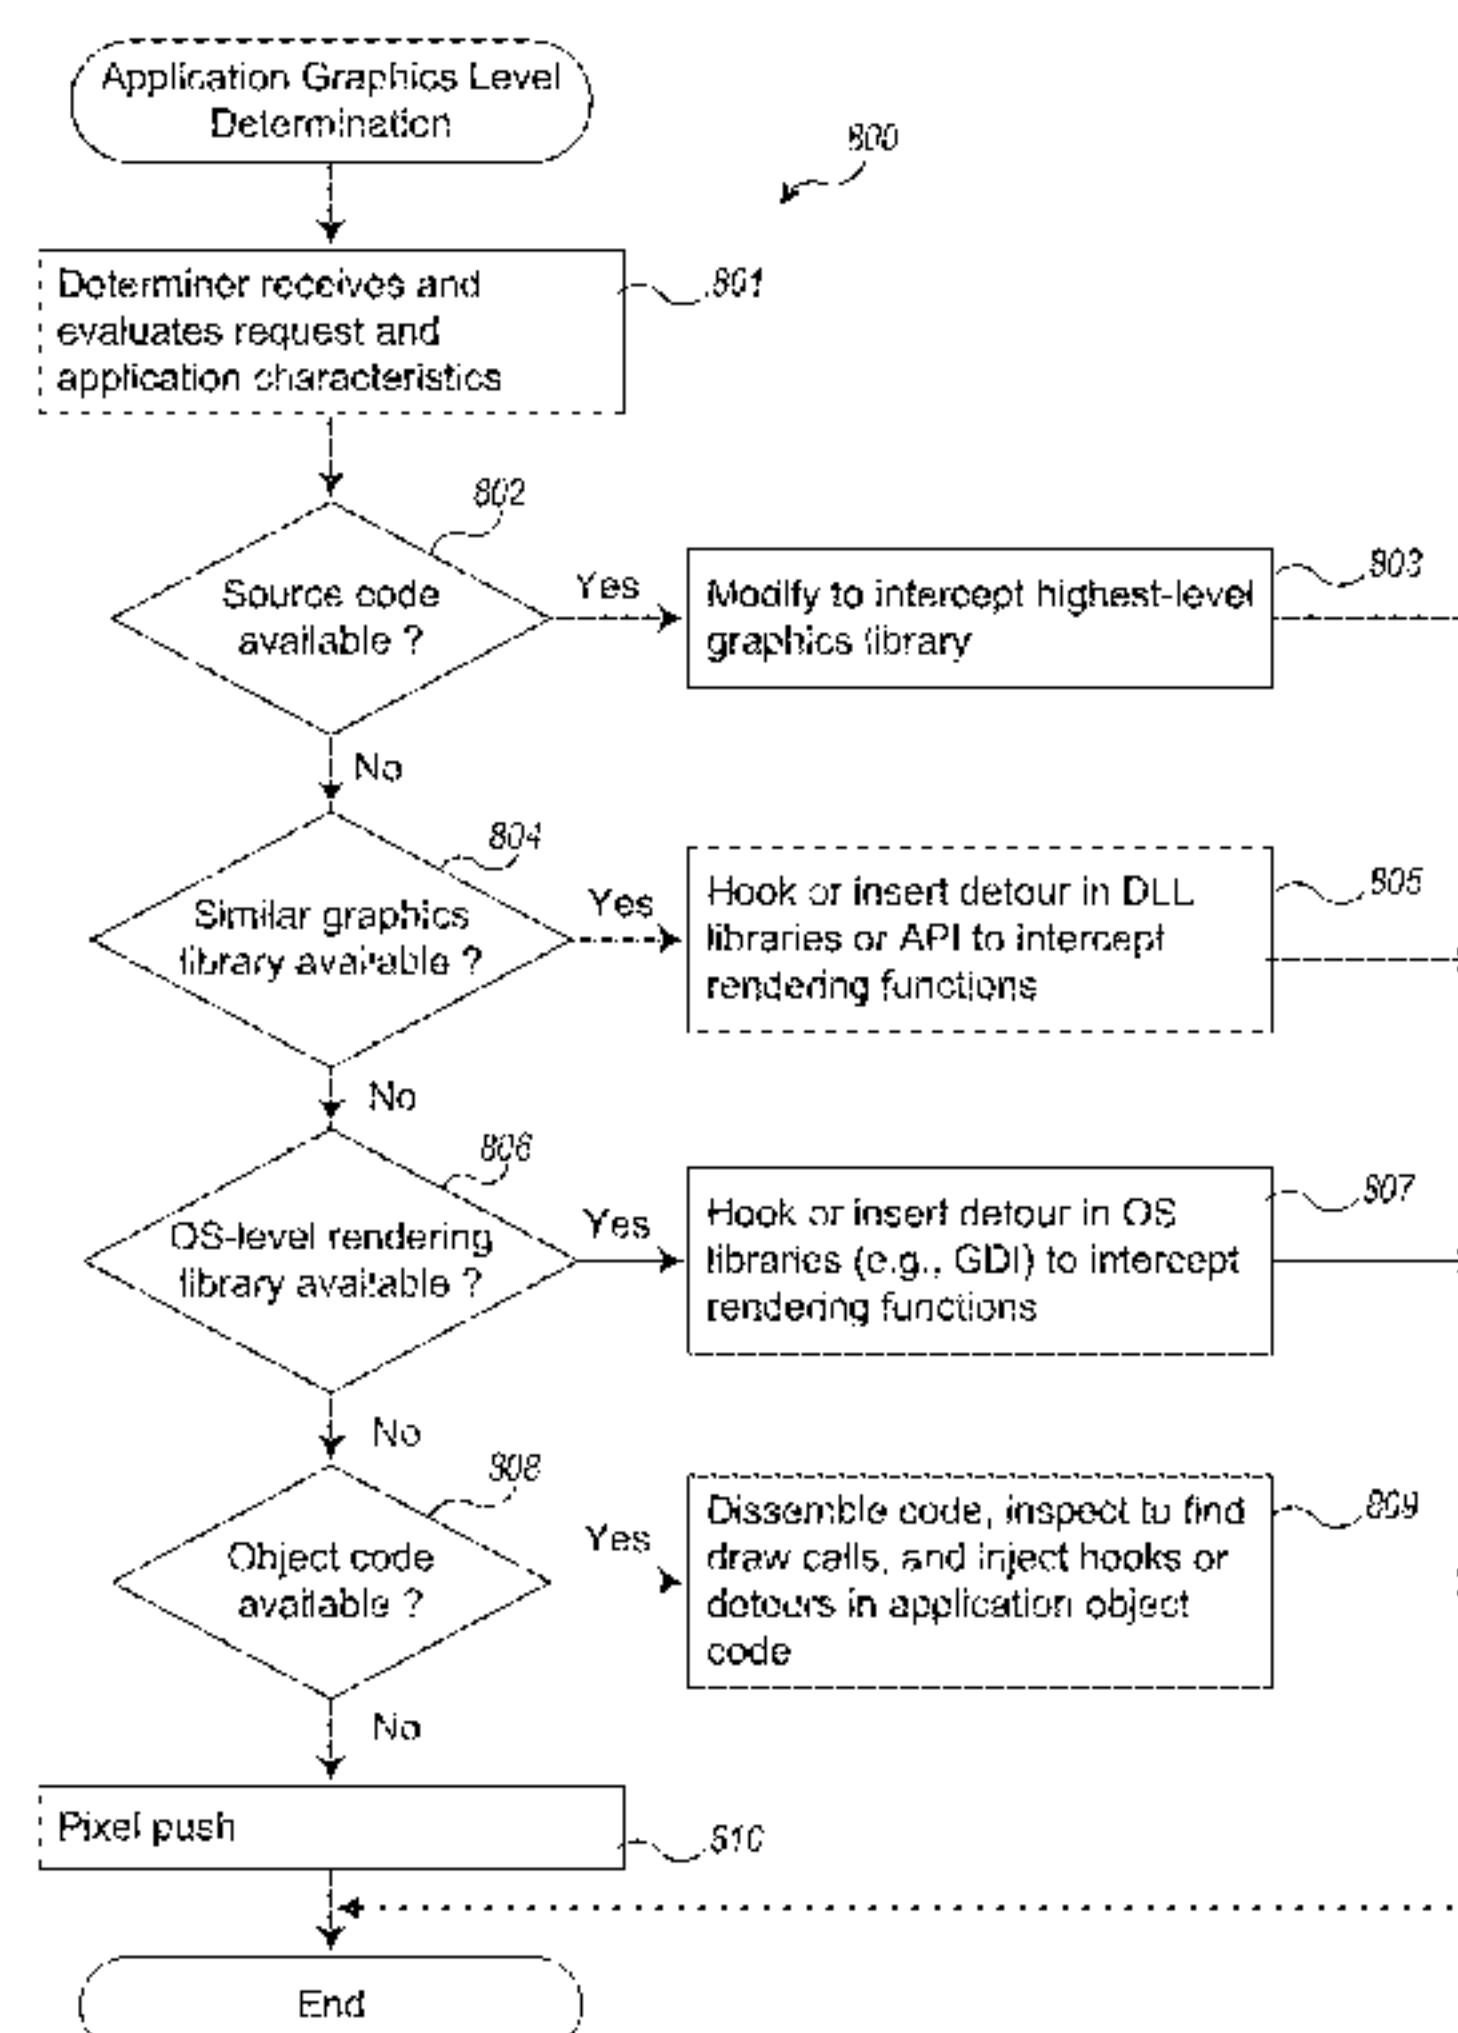 Application Graphics Level
Determination
800
Determiner receives and
evaluates request and
application characteristics
801
802
Source code
available ?
Yes
Modify to intercept highest-level
graphics library
803
No
804
Similar graphics
library available ?
Yes
Hook or insert detour in DLL
libraries or API to intercept
rendering functions
805
No
806
OS-level rendering
library available ?
Yes
Hook or insert detour in OS
libraries (e.g., GDI) to intercept
rendering functions
807
No
808
Object code
available ?
Yes
Dissemble code, inspect to find
draw calls, and inject hooks or
detours in application object
code
809
No
Pixel push
810
End